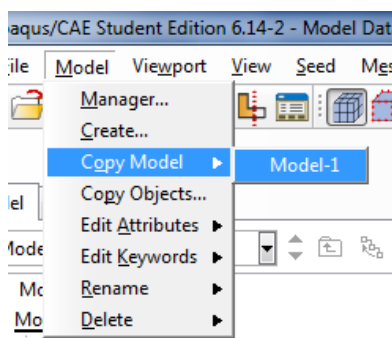 aqus/CAE Student Edition 6.14-2 - Model Dat
ile Model Viewport View Seed Mes
Manager...
Create...
Copy Model Model-1
Copy Objects...
el
Edit Attributes
Mode
Edit Keywords
Mo
Rename
Mo
Delete